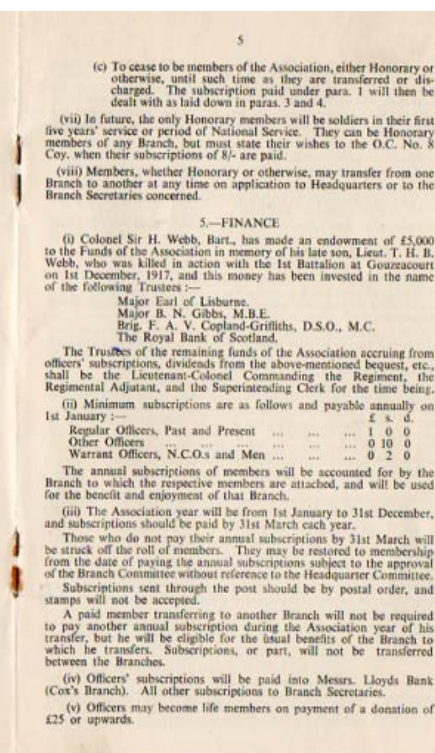 5
(c) To cease to be members of the Association, either Honorary or
otherwise, until such time as they are transferred or dis-
charged. The subscription paid under para. 1 will then be
dealt with as laid down in paras. 3 and 4.
(vii) In future, the only Honorary members will be soldiers in their first
five years' service or period of National Service. They can be Honorary
members of any Branch, but must state their wishes to the O.C. No. 8
Coy. when their subscriptions of 8/- are paid.
(viii) Members, whether Honorary or otherwise, may transfer from one
Branch to another at any time on application to Headquarters or to the
Branch Secretaries concerned.
5.—FINANCE
(i) Colonel Sir H. Webb, Bart., has made an endowment of £5,000
to the Funds of the Association in memory of his late son, Lieut. T. H. B.
Webb, who was killed in action with the 1st Battalion at Gouzeacourt
on 1st December, 1917, and this money has been invested in the name
of the following Trustees :—
Major Earl of Lisburne.
Major B. N. Gibbs, M.B.E.
Brig. F. A. V. Copland-Griffiths, D.S.O., M.C.
The Royal Bank of Scotland.
The Trustees of the remaining funds of the Association accruing from
officers' subscriptions, dividends from the above-mentioned bequest, etc.,
shall be the Lieutenant-Colonel Commanding the Regiment, the
Regimental Adjutant, and the Superintending Clerk for the time being.
(ii) Minimum subscriptions are as follows and payable annually on
1st January :— £ s. d.
Regular Officers, Past and Present ... ... ... 1 0 0
Other Officers ... ... ... ... ... ... 0 10 0
Warrant Officers, N.C.O.s and Men ... ... ... 0 2 0
The annual subscriptions of members will be accounted for by the
Branch to which the respective members are attached, and will be used
for the benefit and enjoyment of that Branch.
(iii) The Association year will be from 1st January to 31st December,
and subscriptions should be paid by 31st March each year.
Those who do not pay their annual subscriptions by 31st March will
be struck off the roll of members. They may be restored to membership
from the date of paying the annual subscriptions subject to the approval
of the Branch Committee without reference to the Headquarter Committee.
Subscriptions sent through the post should be by postal order, and
stamps will not be accepted.
A paid member transferring to another Branch will not be required
to pay another annual subscription during the Association year of his
transfer, but he will be eligible for the usual benefits of the Branch to
which he transfers. Subscriptions, or part, will not be transferred
between the Branches.
(iv) Officers' subscriptions will be paid into Messrs. Lloyds Bank
(Cox's Branch). All other subscriptions to Branch Secretaries.
(v) Officers may become life members on payment of a donation of
£25 or upwards.